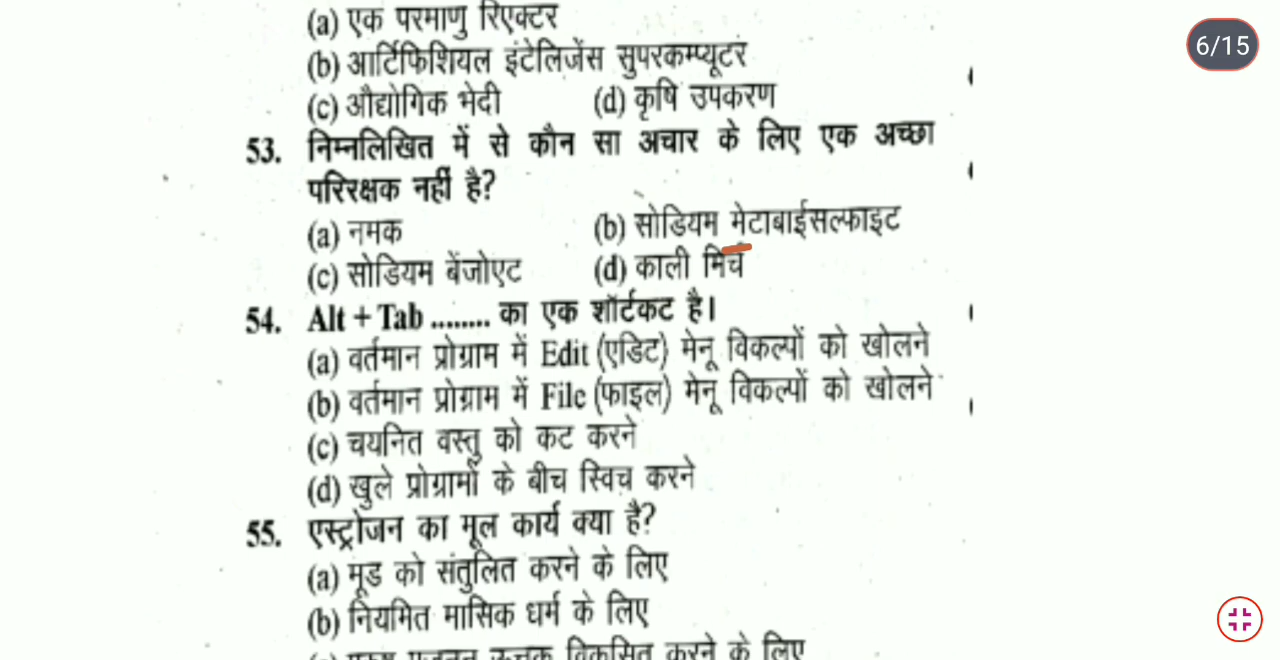 (a) एक परमाणु रिएक्टर
6/15
(b) आर्टिफिशियल इंटेलिजेंस सुपरकम्प्यूटर
(c) औद्योगिक भेदी (d) कृषि उपकरण
53. निम्नलिखित में से कौन सा अचार के लिए एक अच्छा
परिरक्षक नहीं है?
(a) नमक (b) सोडियम मेटाबाईसल्फाइट
(c) सोडियम बेंजोएट (d) काली मिर्च
54. Alt + Tab ........ का एक शॉर्टकट है।
(a) वर्तमान प्रोग्राम में Edit (एडिट) मेनू विकल्पों को खोलने
(b) वर्तमान प्रोग्राम में File (फाइल) मेनू विकल्पों को खोलने
(c) चयनित वस्तु को कट करने
(d) खुले प्रोग्रामों के बीच स्विच करने
55. एस्ट्रोजन का मूल कार्य क्या है?
(a) मूड को संतुलित करने के लिए
(b) नियमित मासिक धर्म के लिए
विकसित करने के लिए